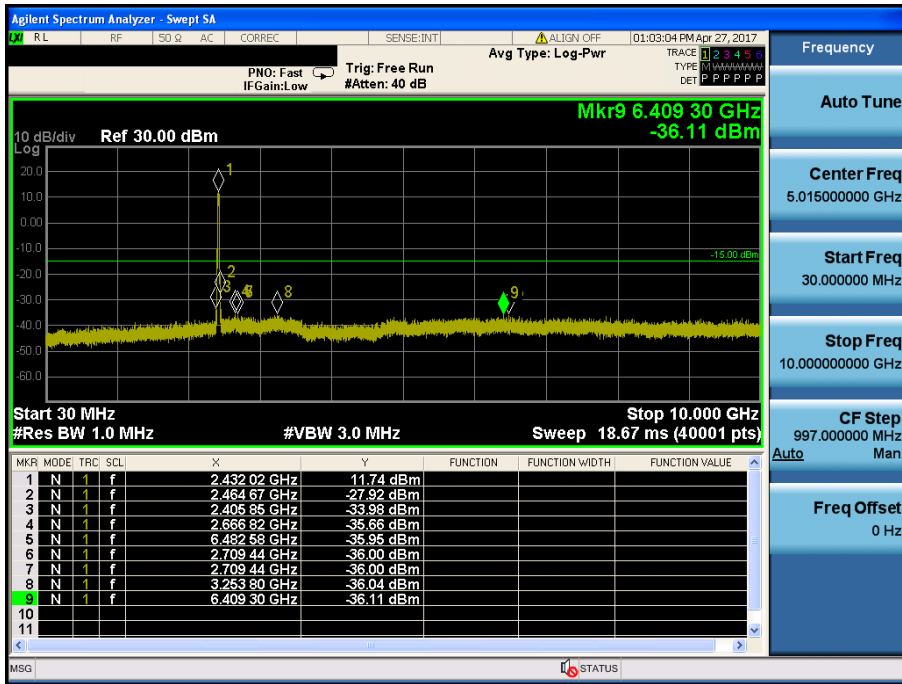 Agilent Spectrum Analyzer - Swept SA
LXI RL RF 50 Ω AC CORREC SENSE:INT ALIGN OFF 01:03:04 PM Apr 27, 2017
Avg Type: Log-Pwr TRACE 1 2 3 4 5 6
PNO: Fast Trig: Free Run TYPE M WWWWW
IFGain:Low #Atten: 40 dB DET P P P P P P
Mkr9 6.409 30 GHz
-36.11 dBm
10 dB/div Ref 30.00 dBm
Log
20.0
10.0
0.00
-10.0
-20.0
-30.0
-40.0
-50.0
-60.0
-15.00 dBm
1
2
3
8
9
Start 30 MHz Stop 10.000 GHz
#Res BW 1.0 MHz #VBW 3.0 MHz Sweep 18.67 ms (40001 pts)
MKR MODE TRC SCL X Y FUNCTION FUNCTION WIDTH FUNCTION VALUE
1 N 1 f 2.432 02 GHz 11.74 dBm
2 N 1 f 2.464 67 GHz -27.92 dBm
3 N 1 f 2.405 85 GHz -33.98 dBm
4 N 1 f 2.666 82 GHz -35.66 dBm
5 N 1 f 6.482 58 GHz -35.95 dBm
6 N 1 f 2.709 44 GHz -36.00 dBm
7 N 1 f 2.709 44 GHz -36.00 dBm
8 N 1 f 3.253 80 GHz -36.04 dBm
9 N 1 f 6.409 30 GHz -36.11 dBm
10
11
MSG STATUS
Frequency
Auto Tune
Center Freq
5.015000000 GHz
Start Freq
30.000000 MHz
Stop Freq
10.000000000 GHz
CF Step
997.000000 MHz
Auto Man
Freq Offset
0 Hz